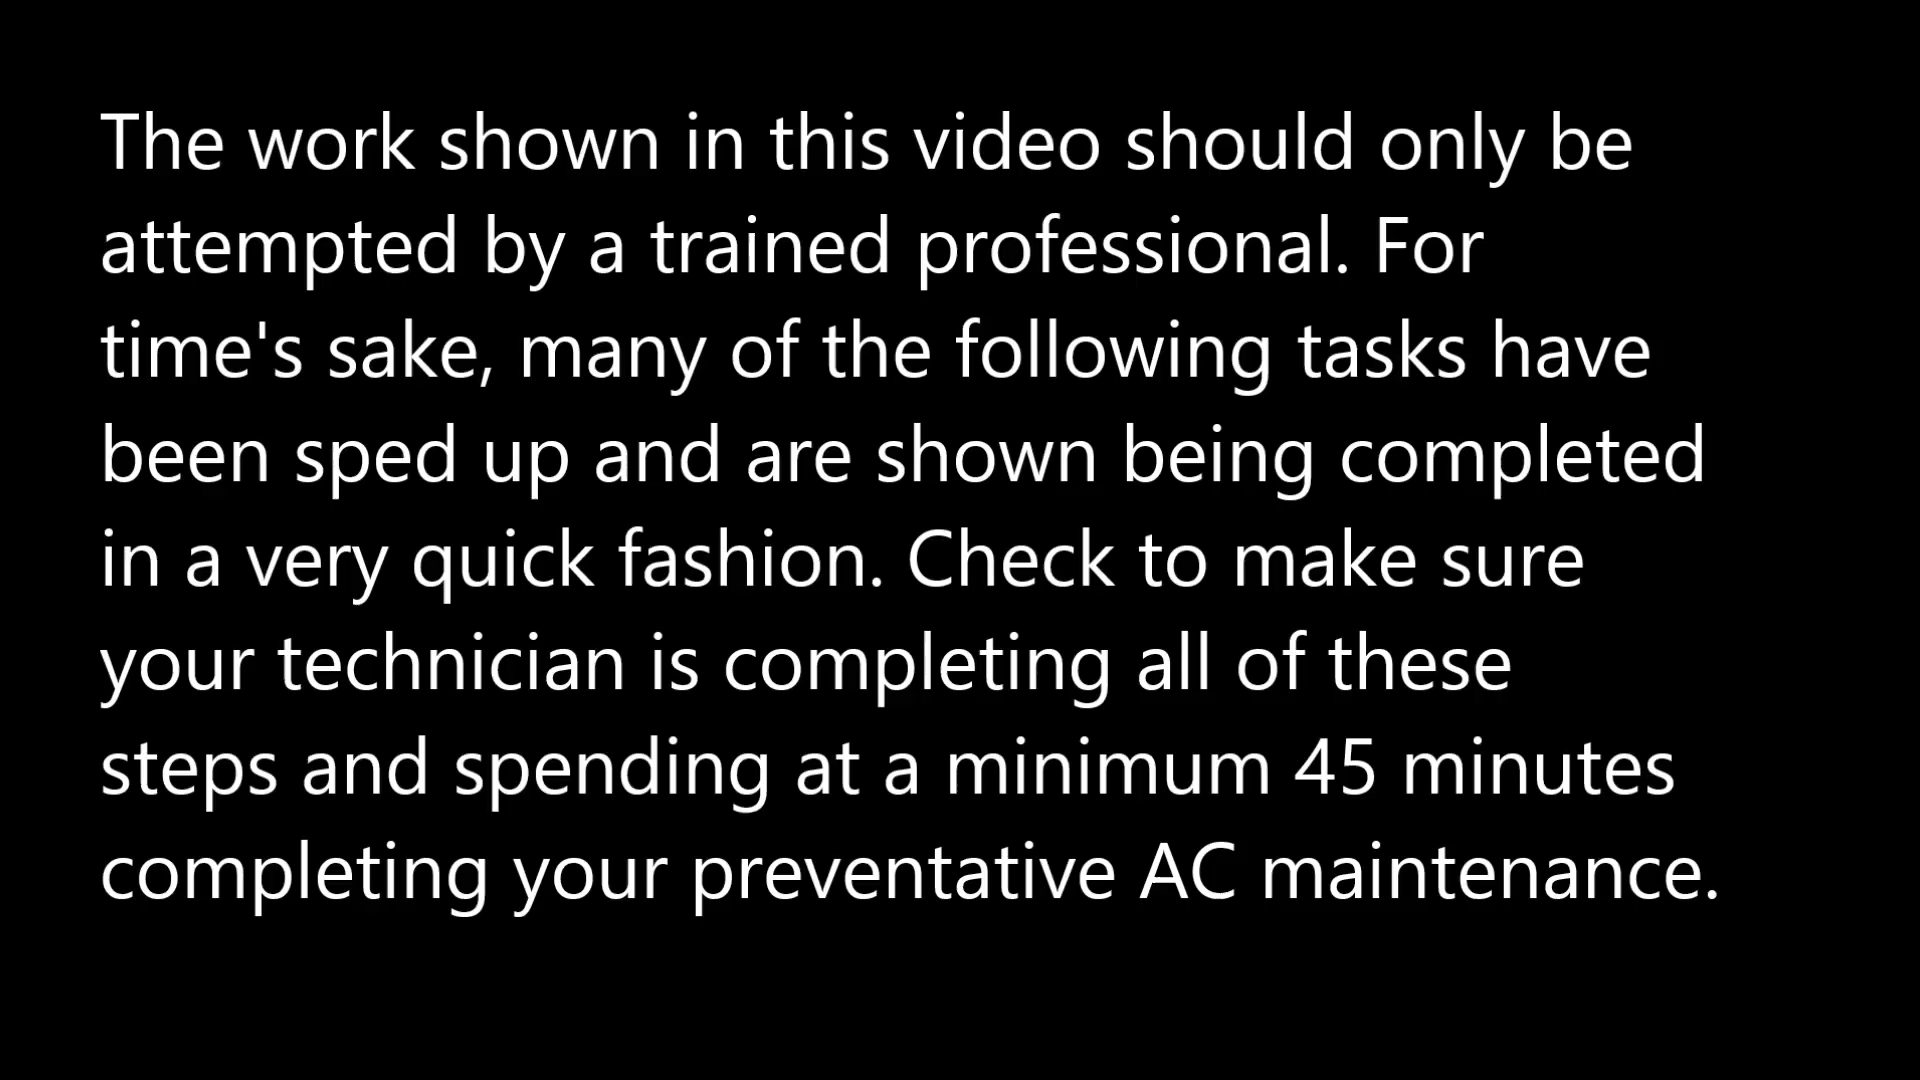 The work shown in this video should only be
attempted by a trained professional. For
time's sake, many of the following tasks have
been sped up and are shown being completed
in a very quick fashion. Check to make sure
your technician is completing all of these
steps and spending at a minimum 45 minutes
completing your preventative AC maintenance.